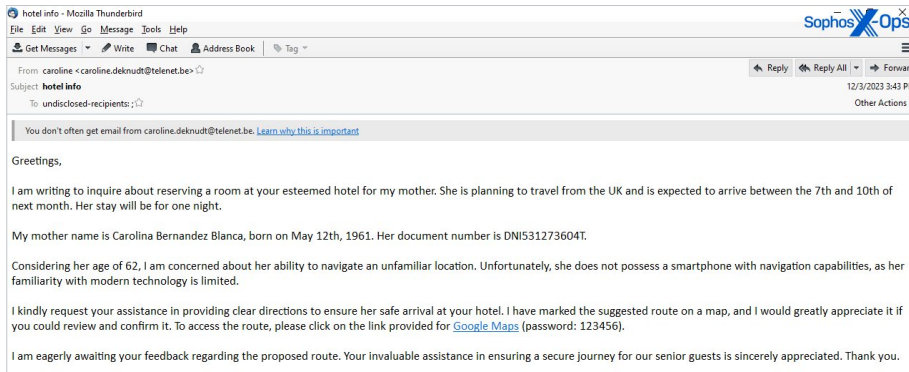 hotel info - Mozilla Thunderbird
Sophos X-Ops
File Edit View Go Message Tools Help
Get Messages Write Chat Address Book Tag
From caroline <caroline.deknudt@telenet.be>
Reply Reply All Forwar
Subject hotel info
12/3/2023 3:43 P
To undisclosed-recipients: ;
Other Actions
You don't often get email from caroline.deknudt@telenet.be. Learn why this is important
Greetings,
I am writing to inquire about reserving a room at your esteemed hotel for my mother. She is planning to travel from the UK and is expected to arrive between the 7th and 10th of
next month. Her stay will be for one night.
My mother name is Carolina Bernandez Blanca, born on May 12th, 1961. Her document number is DNI531273604T.
Considering her age of 62, I am concerned about her ability to navigate an unfamiliar location. Unfortunately, she does not possess a smartphone with navigation capabilities, as her
familiarity with modern technology is limited.
I kindly request your assistance in providing clear directions to ensure her safe arrival at your hotel. I have marked the suggested route on a map, and I would greatly appreciate it if
you could review and confirm it. To access the route, please click on the link provided for Google Maps (password: 123456).
I am eagerly awaiting your feedback regarding the proposed route. Your invaluable assistance in ensuring a secure journey for our senior guests is sincerely appreciated. Thank you.